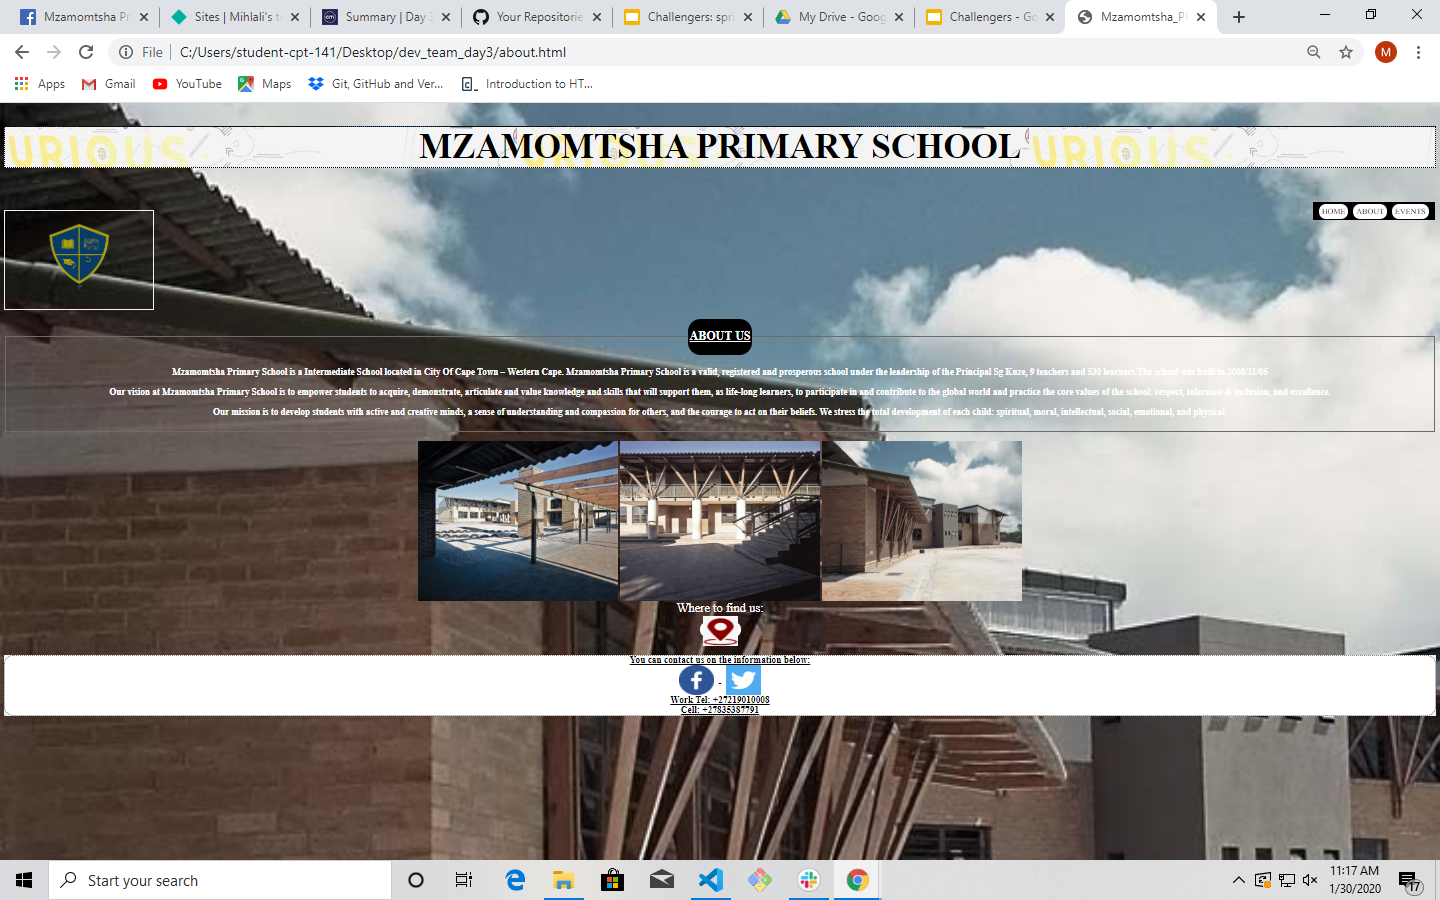 Mzamomtsha Pr
Sites | Mihlali's t
Summary | Day
Your Repositorie
Challengers: spri
My Drive - Goog
Challengers - Go
Mzamomtsha_P
File
C:/Users/student-cpt-141/Desktop/dev_team_day3/about.html
M
Apps
Gmail
YouTube
Maps
Git, GitHub and Ver...
Introduction to HT...
URIOUS
MZAMOMTSHA PRIMARY SCHOOL
URIOUS
HOME
ABOUT
EVENTS
ABOUT US
Mzamomtsha Primary School is a Intermediate School located in City Of Cape Town – Western Cape. Mzamomtsha Primary School is a valid, registered and prosperous school under the leadership of the Principal Sg Kuze, 9 teachers and 530 learners The school was built in 2008/11/05
Our vision at Mzamomtsha Primary School is to empower students to acquire, demonstrate, articulate and value knowledge and skills that will support them, as life-long learners, to participate in and contribute to the global world and practice the core values of the school: respect, tolerance & inclusion, and excellence.
Our mission is to develop students with active and creative minds, a sense of understanding and compassion for others, and the courage to act on their beliefs. We stress the total development of each child: spiritual, moral, intellectual, social, emotional, and physical.
Where to find us:
You can contact us on the information below:
-
Work Tel: +27219010008
Cell: +27835387791
Start your search
11:17 AM
1/30/2020
17